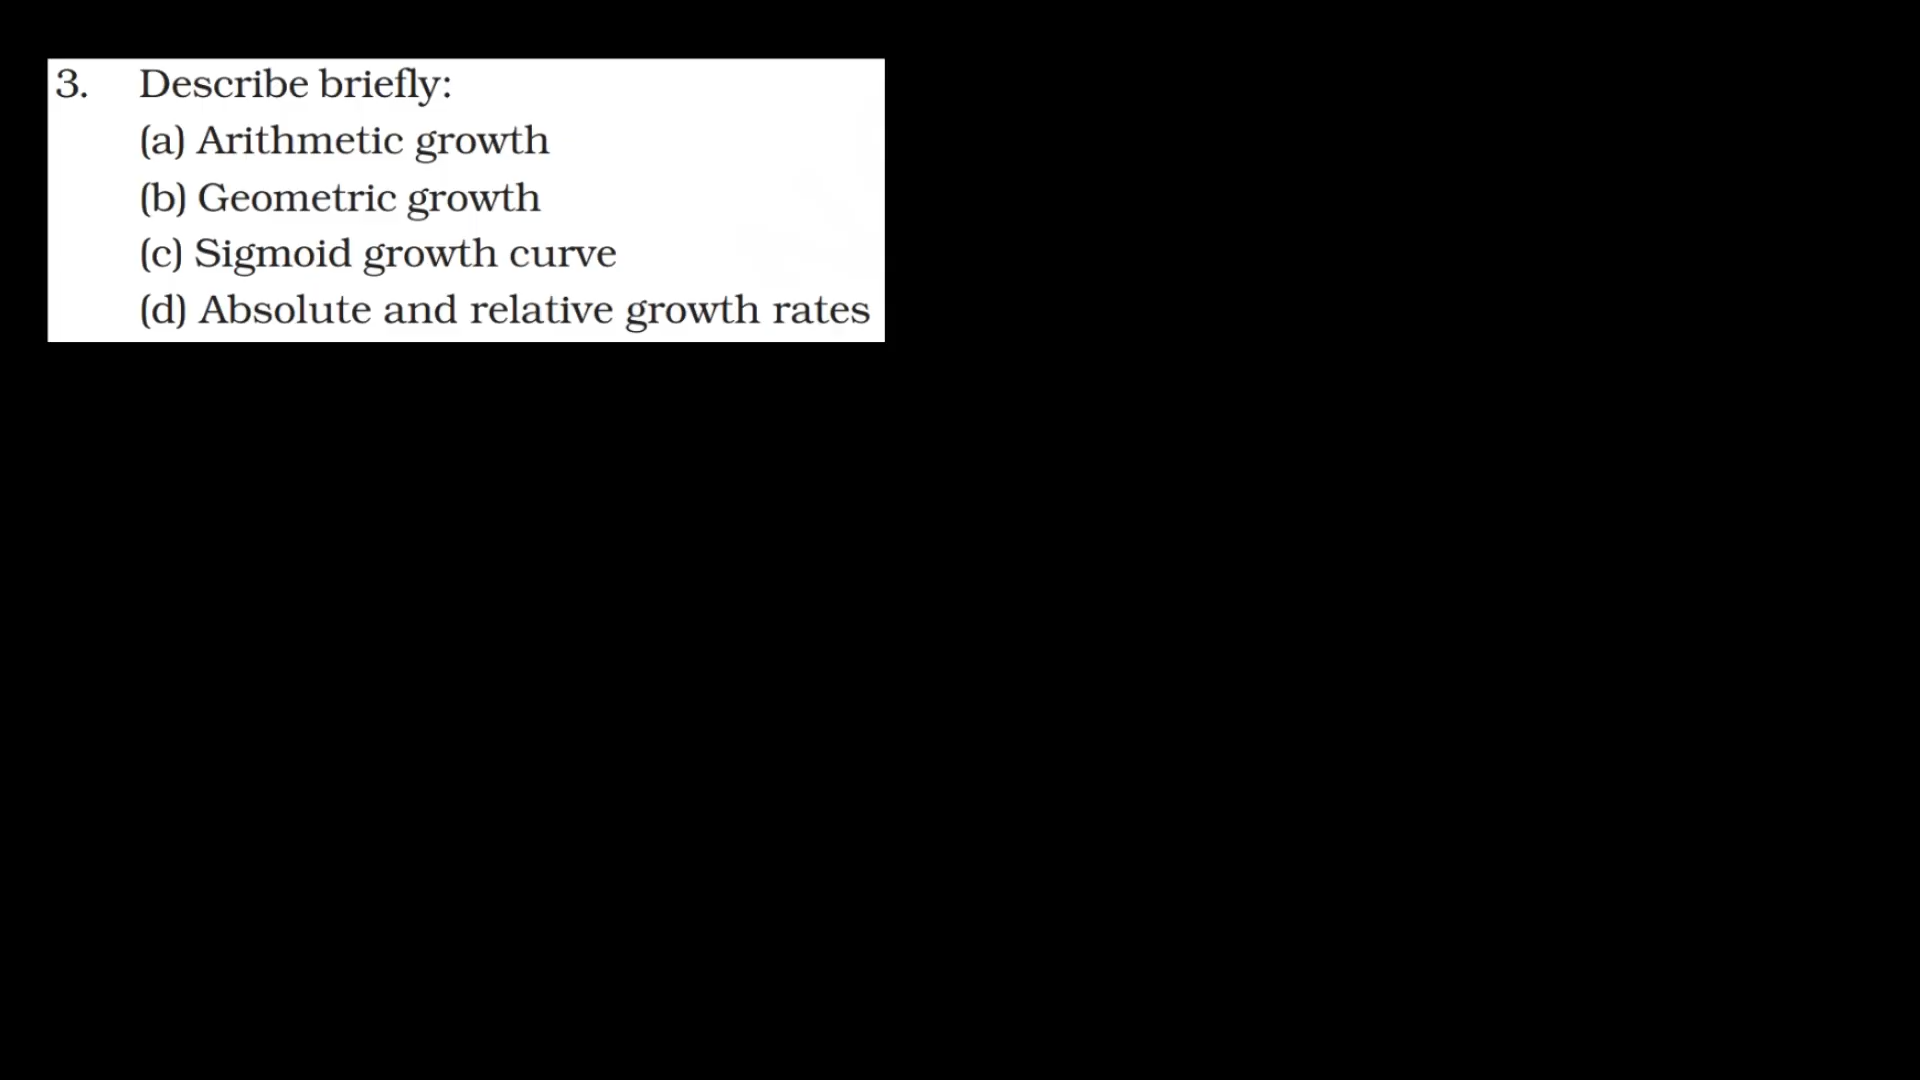 3. Describe briefly:
(a) Arithmetic growth
(b) Geometric growth
(c) Sigmoid growth curve
(d) Absolute and relative growth rates